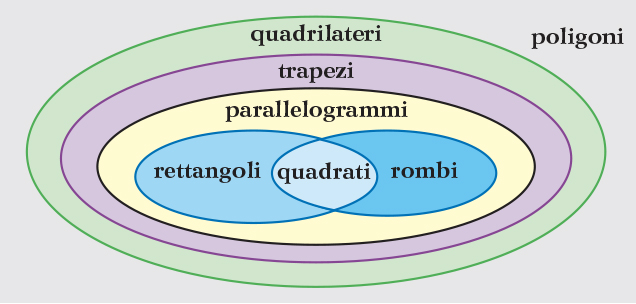 quadrilateri
poligoni
trapezi
parallelogrammi
rettangoli quadrati rombi